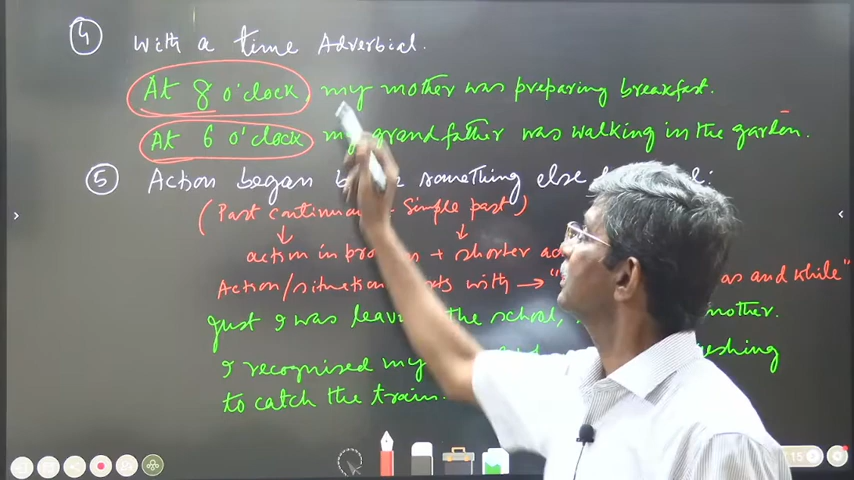 4 with a time Adverbial.
At 8 o'clock, my mother was preparing breakfast.
At 6 o'clock my grandfather was walking in the garden.
5 Action began something else
(Past + Simple past)
action in + shorter
Action/situation with → " as and while"
Just I was the school, mother.
I recognised my
to catch the train.
15